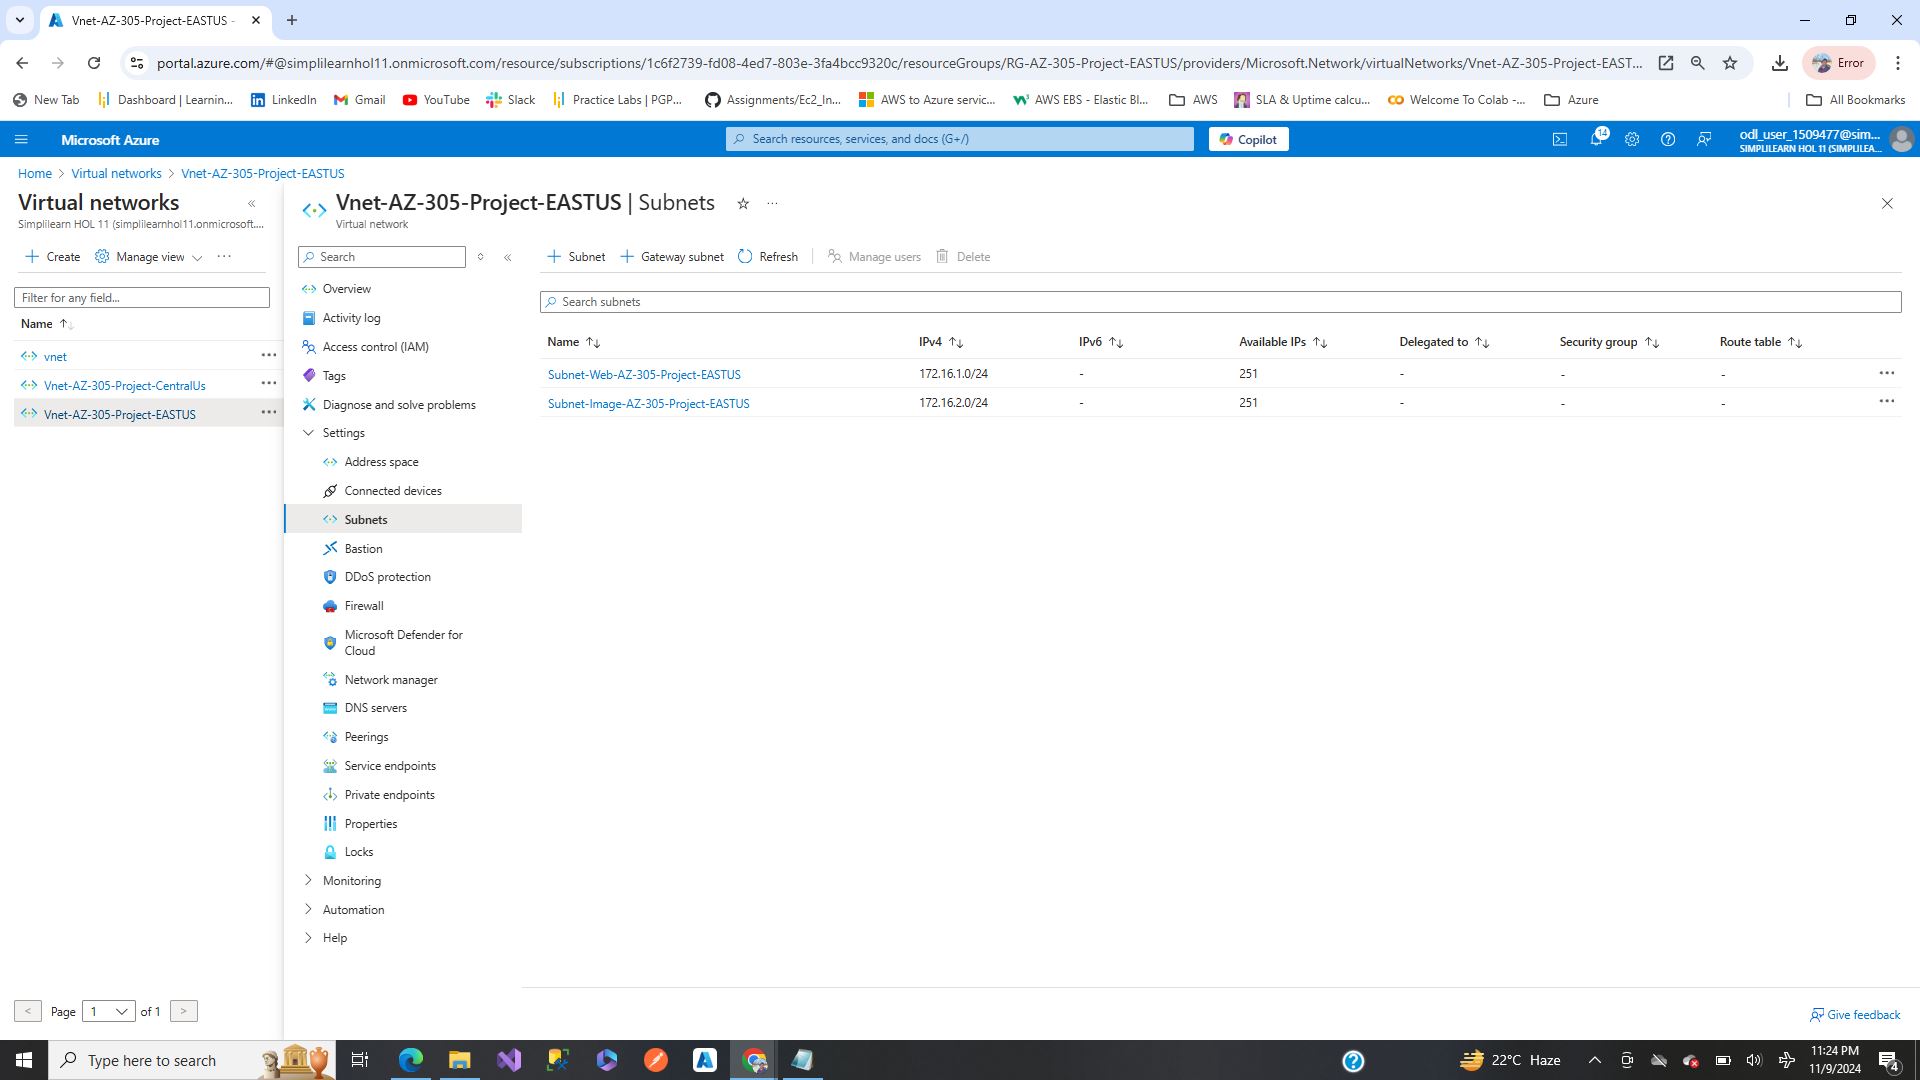 Vnet-AZ-305-Project-EASTUS -
portal.azure.com/#@simplilearnhol11.onmicrosoft.com/resource/subscriptions/1c6f2739-fd08-4ed7-803e-3fa4bcc9320c/resourceGroups/RG-AZ-305-Project-EASTUS/providers/Microsoft.Network/virtualNetworks/Vnet-AZ-305-Project-EAST...
Error
New Tab
Dashboard | Learnin...
LinkedIn
Gmail
YouTube
Slack
Practice Labs | PGP...
Assignments/Ec2_In...
AWS to Azure servic...
AWS EBS - Elastic Bl...
AWS
SLA & Uptime calcu...
Welcome To Colab -...
Azure
All Bookmarks
Microsoft Azure
Search resources, services, and docs (G+/)
Copilot
14
odl_user_1509477@sim...
SIMPLILEARN HOL 11 (SIMPLILEA...
Home > Virtual networks > Vnet-AZ-305-Project-EASTUS
Virtual networks
Simplilearn HOL 11 (simplilearnhol11.onmicrosoft....
Create
Manage view
Filter for any field...
Name
vnet
Vnet-AZ-305-Project-CentralUs
Vnet-AZ-305-Project-EASTUS
< Page 1 of 1 >
Vnet-AZ-305-Project-EASTUS | Subnets
Virtual network
Search
Overview
Activity log
Access control (IAM)
Tags
Diagnose and solve problems
Settings
Address space
Connected devices
Subnets
Bastion
DDoS protection
Firewall
Microsoft Defender for
Cloud
Network manager
DNS servers
Peerings
Service endpoints
Private endpoints
Properties
Locks
Monitoring
Automation
Help
Subnet
Gateway subnet
Refresh
Manage users
Delete
Search subnets
Name IPv4 IPv6 Available IPs Delegated to Security group Route table
Subnet-Web-AZ-305-Project-EASTUS 172.16.1.0/24 - 251 - - -
Subnet-Image-AZ-305-Project-EASTUS 172.16.2.0/24 - 251 - - -
Give feedback
Type here to search
22°C Haze
11:24 PM
11/9/2024
4